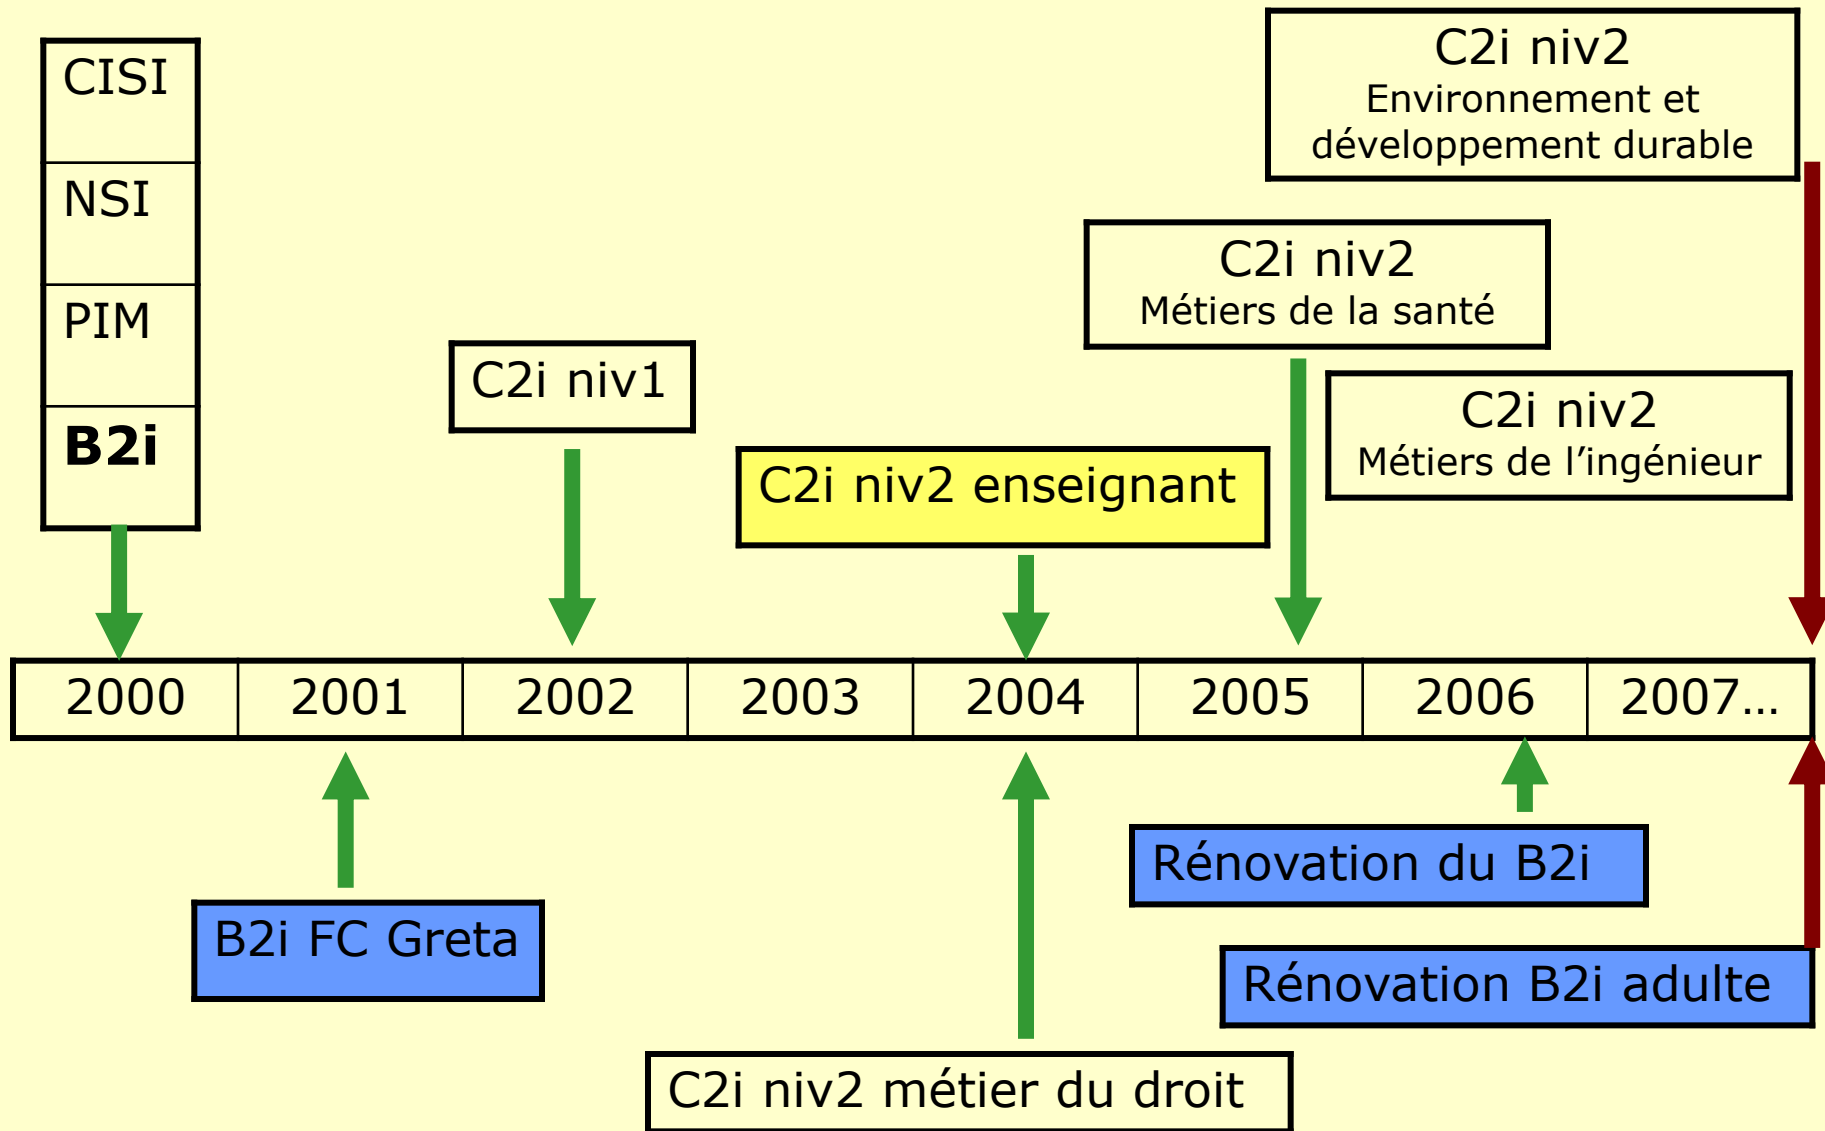 CISI
NSI
PIM
B2i
C2i niv1
C2i niv2 enseignant
C2i niv2
Métiers de la santé
C2i niv2
Environnement et
développement durable
C2i niv2
Métiers de l’ingénieur
2000 2001 2002 2003 2004 2005 2006 2007...
B2i FC Greta
C2i niv2 métier du droit
Rénovation du B2i
Rénovation B2i adulte